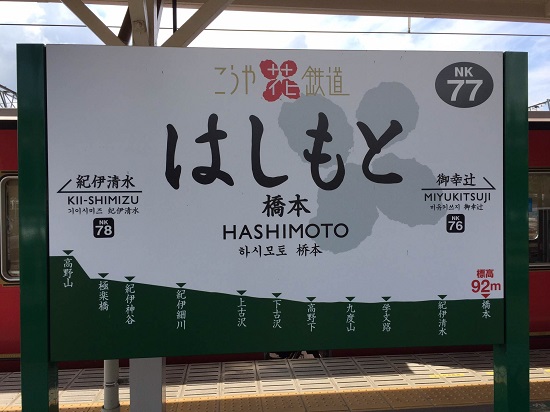 こうや花鉄道
NK
77
はしもと
橋本
HASHIMOTO
하시모토 桥本
紀伊清水
KII-SHIMIZU
기이시미즈 纪伊清水
NK
78
御幸辻
MIYUKITSUJI
미유키쓰지 御幸辻
NK
76
高野山
極楽橋
紀伊神谷
紀伊細川
上古沢
下古沢
高野下
九度山
学文路
紀伊清水
橋本
標高
92m